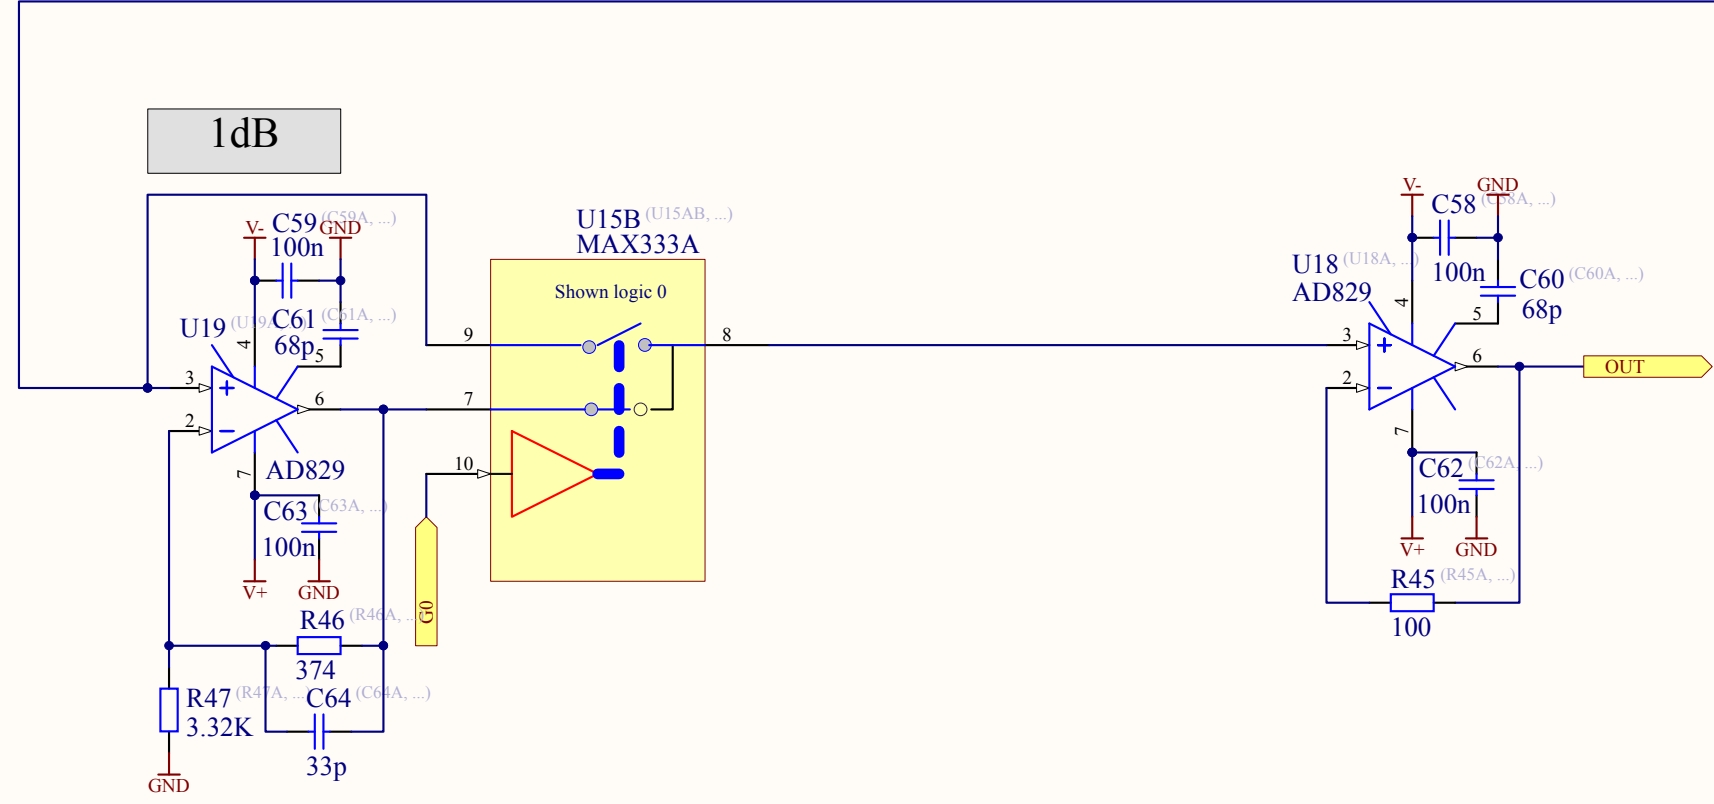 1dB
V-
C59 (C59A, ...)
GND
100n
U19 (U19A, ...)
C61 (C61A, ...)
68p
4
5
3
2
6
7
AD829
C63 (C63A, ...)
100n
V+
GND
R46 (R46A, ...)
374
R47 (R47A, ...)
3.32K
C64 (C64A, ...)
33p
GND
G0
U15B (U15AB, ...)
MAX333A
Shown logic 0
9
8
7
10
V-
GND
C58 (C58A, ...)
100n
U18 (U18A, ...)
AD829
C60 (C60A, ...)
68p
4
5
3
2
6
OUT
7
C62 (C62A, ...)
100n
V+
GND
R45 (R45A, ...)
100